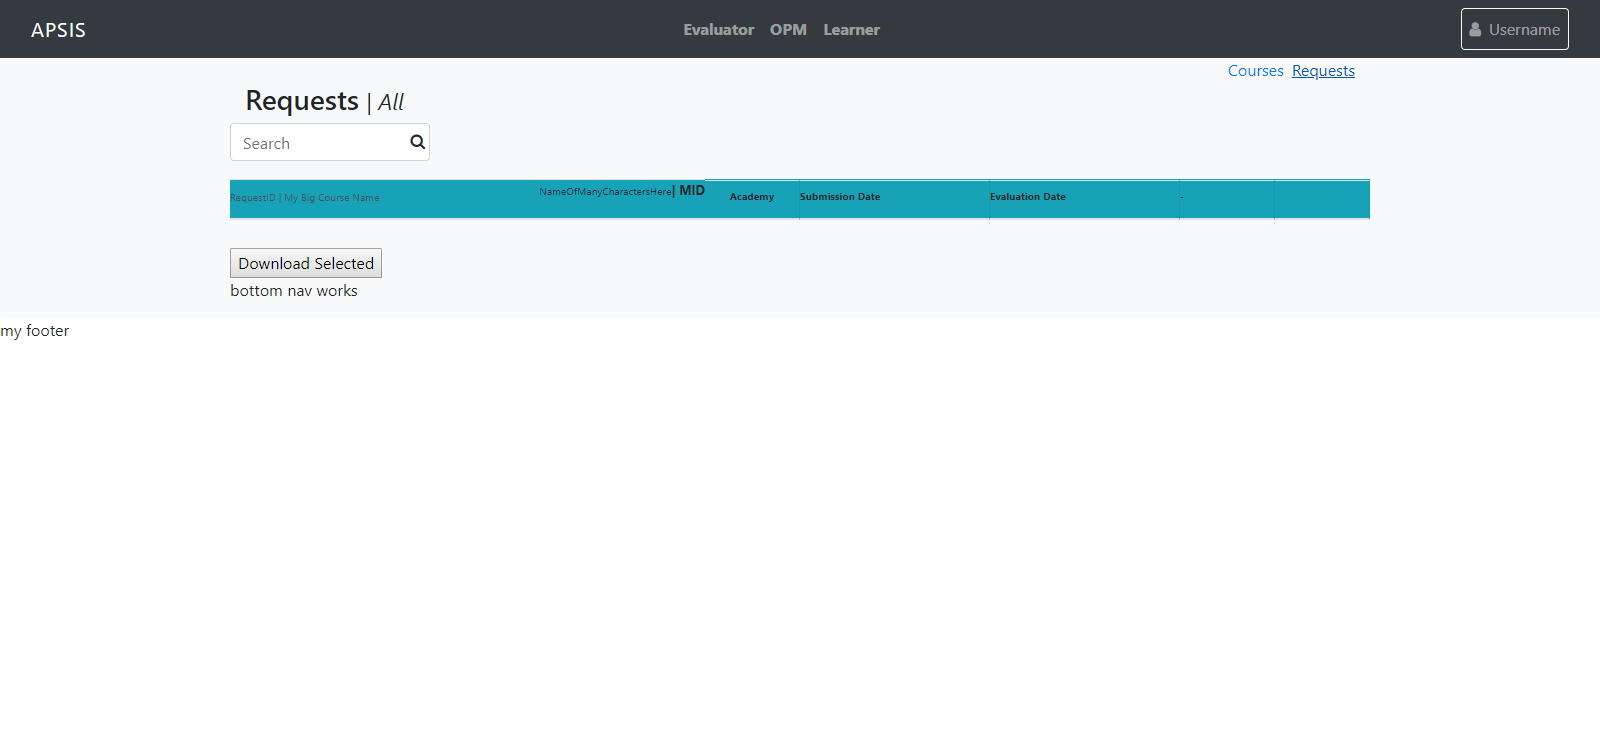 APSIS Evaluator OPM Learner Username
Courses Requests
Requests | All
Search
RequestID | My Big Course Name NameOfManyCharactersHere| MID Academy Submission Date Evaluation Date -
Download Selected
bottom nav works
my footer